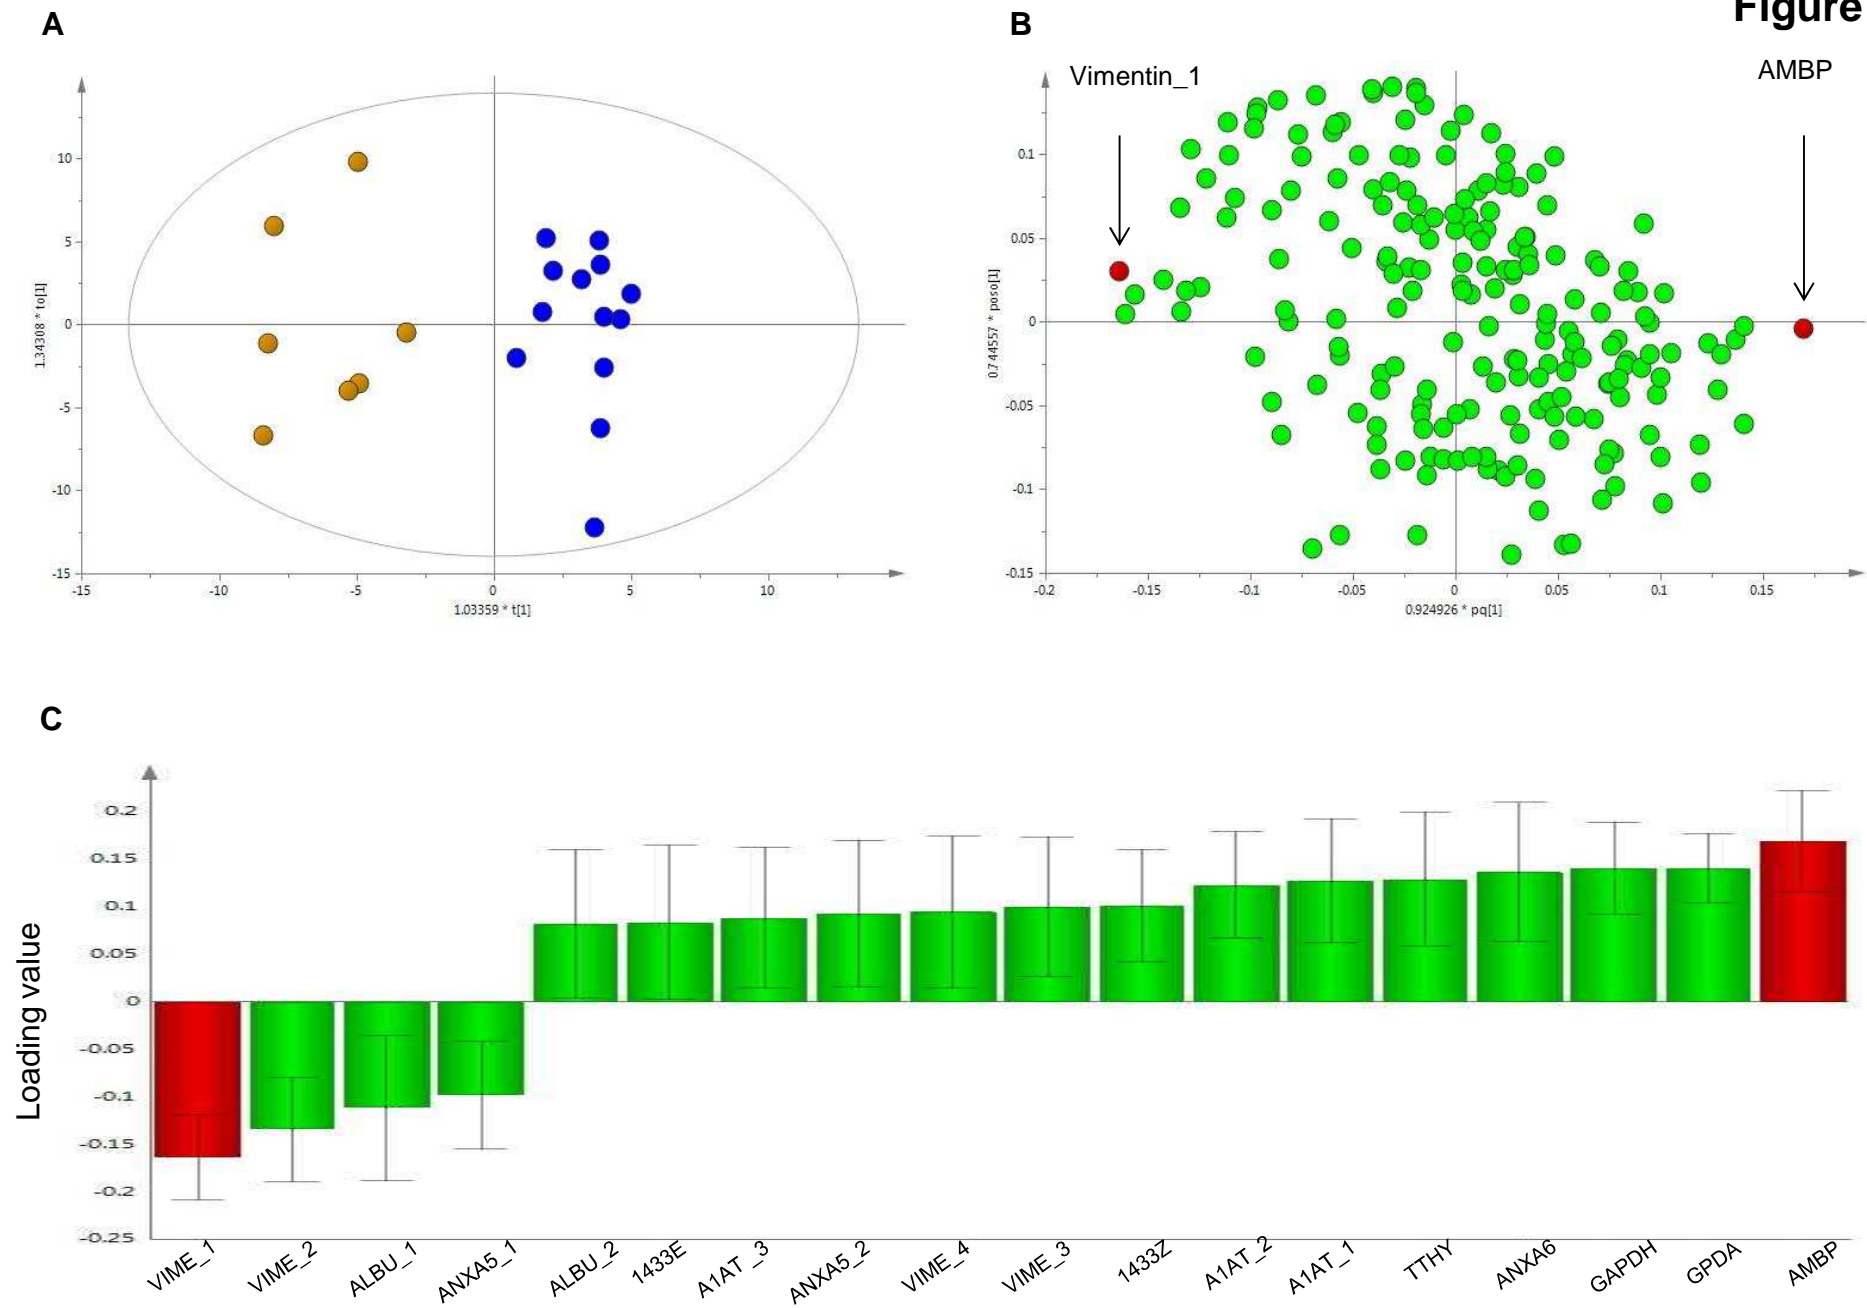 Figure
A
B
Vimentin_1
AMBP
10
5
0
-5
-10
-15
1.34308 * to[1]
-15
-10
-5
0
5
10
1.03359 * t[1]
0.1
0.05
0
-0.05
-0.1
-0.15
0.744557 * poso[1]
-0.2
-0.15
-0.1
-0.05
0
0.05
0.1
0.15
0.924926 * pq[1]
C
0.2
0.15
0.1
0.05
0
-0.05
-0.1
-0.15
-0.2
-0.25
Loading value
VIME_1
VIME_2
ALBU_1
ANXA5_1
ALBU_2
1433E
A1AT_3
ANXA5_2
VIME_4
VIME_3
1433Z
A1AT_2
A1AT_1
TTHY
ANXA6
GAPDH
GPDA
AMBP